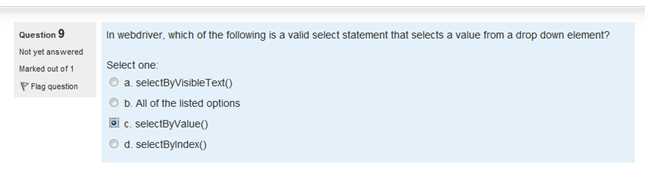 Question 9
Not yet answered
Marked out of 1
Flag question
In webdriver, which of the following is a valid select statement that selects a value from a drop down element?
Select one:
a. selectByVisibleText()
b. All of the listed options
c. selectByValue()
d. selectByIndex()